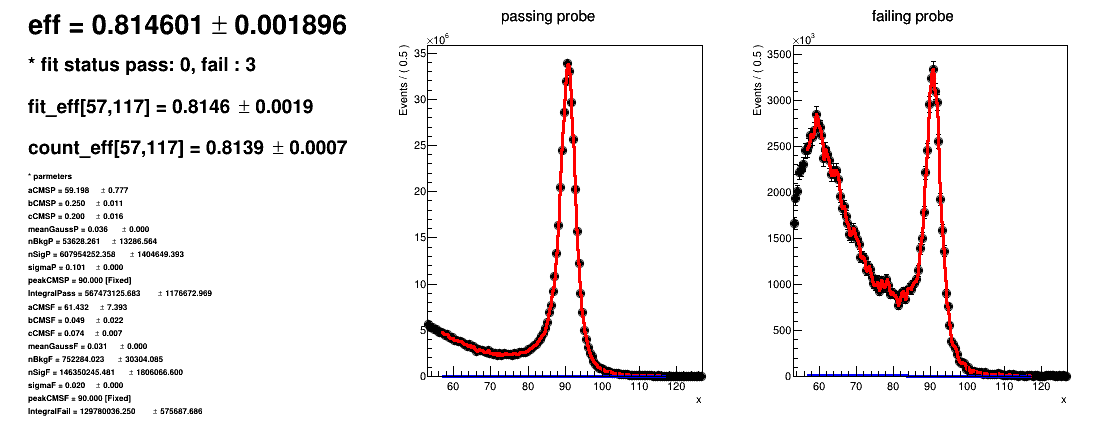 eff = 0.814601 ± 0.001896
* fit status pass: 0, fail : 3
fit_eff[57,117] = 0.8146 ± 0.0019
count_eff[57,117] = 0.8139 ± 0.0007
* parmeters
aCMSP = 59.198 ± 0.777
bCMSP = 0.250 ± 0.011
cCMSP = 0.200 ± 0.016
meanGaussP = 0.036 ± 0.000
nBkgP = 53628.261 ± 13286.564
nSigP = 607954252.358 ± 1404649.393
sigmaP = 0.101 ± 0.000
peakCMSP = 90.000 [Fixed]
IntegralPass = 567473125.683 ± 1176672.969
aCMSF = 61.432 ± 7.393
bCMSF = 0.049 ± 0.022
cCMSF = 0.074 ± 0.007
meanGaussF = 0.031 ± 0.000
nBkgF = 752284.023 ± 30304.085
nSigF = 146350245.481 ± 1806066.600
sigmaF = 0.020 ± 0.000
peakCMSF = 90.000 [Fixed]
IntegralFail = 129780036.250 ± 575687.686
passing probe
×10⁶
Events / ( 0.5 )
35
30
25
20
15
10
5
0
60 70 80 90 100 110 120
x
failing probe
×10³
Events / ( 0.5 )
3500
3000
2500
2000
1500
1000
500
0
60 70 80 90 100 110 120
x